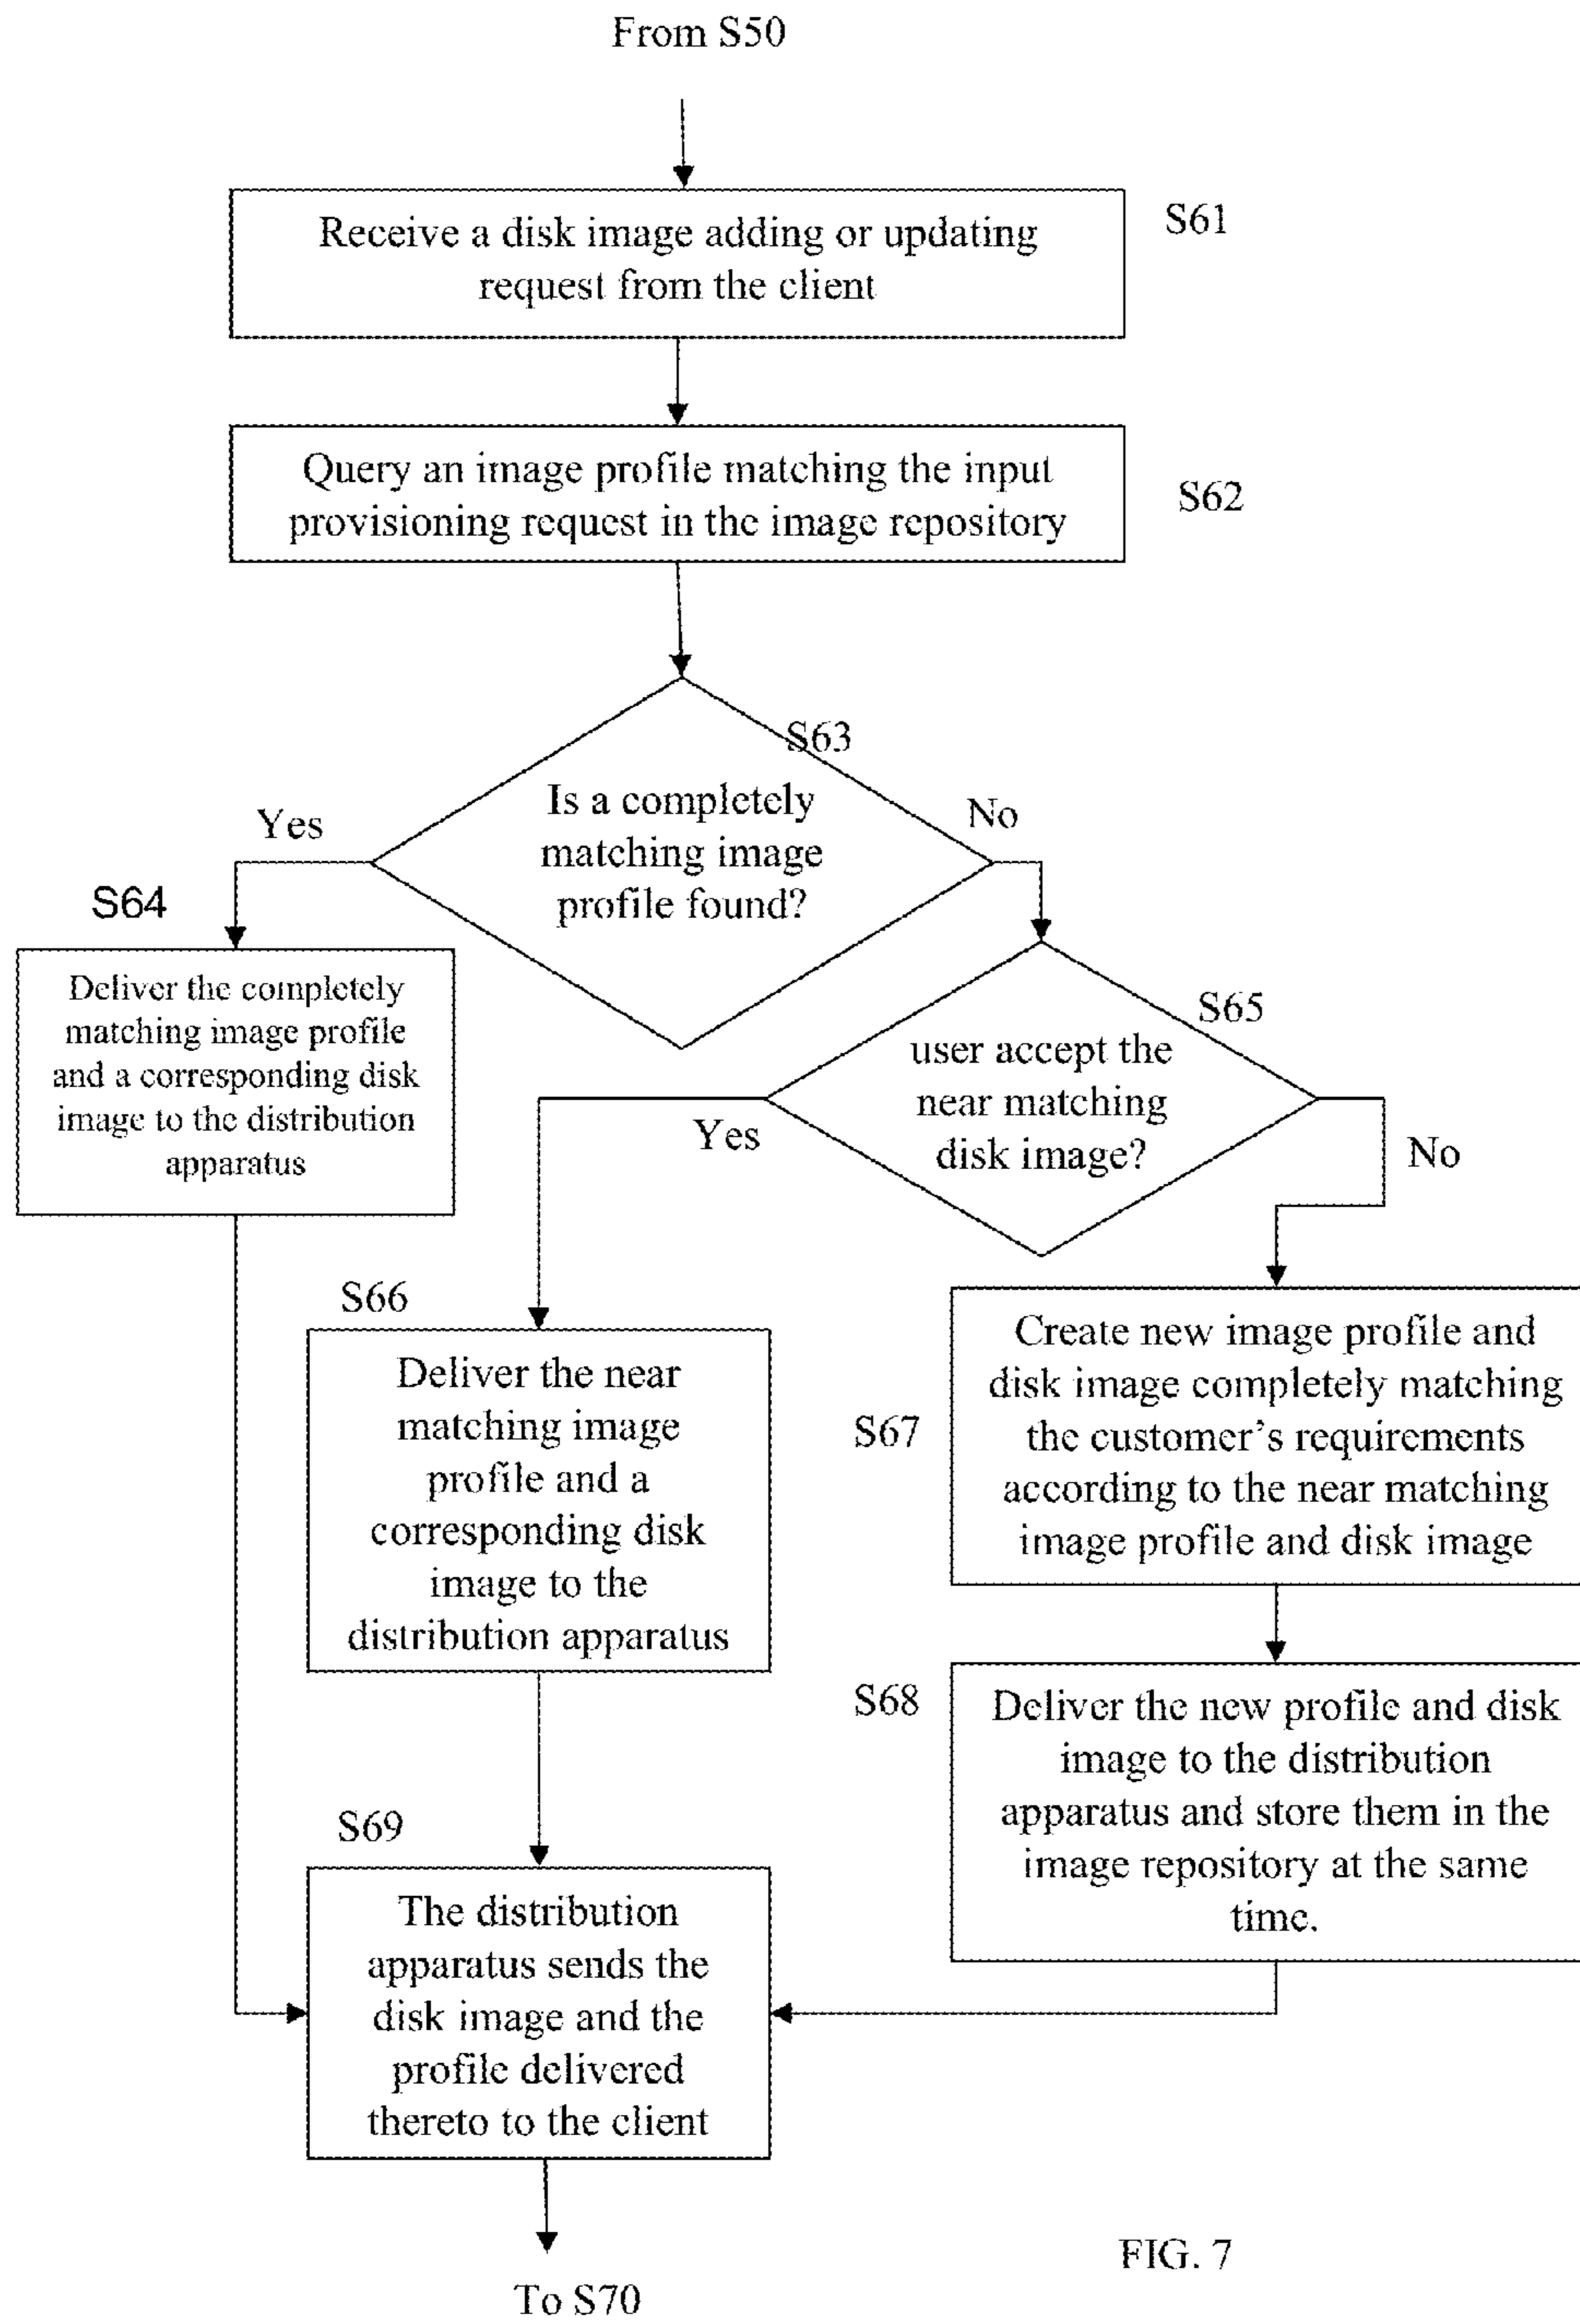 From S50
Receive a disk image adding or updating
request from the client
S61
Query an image profile matching the input
provisioning request in the image repository
S62
S63
Is a completely
matching image
profile found?
Yes
No
S64
Deliver the completely
matching image profile
and a corresponding disk
image to the distribution
apparatus
S65
user accept the
near matching
disk image?
Yes
No
S66
Deliver the near
matching image
profile and a
corresponding disk
image to the
distribution apparatus
S67
Create new image profile and
disk image completely matching
the customer's requirements
according to the near matching
image profile and disk image
S68
Deliver the new profile and disk
image to the distribution
apparatus and store them in the
image repository at the same
time.
S69
The distribution
apparatus sends the
disk image and the
profile delivered
thereto to the client
To S70
FIG. 7